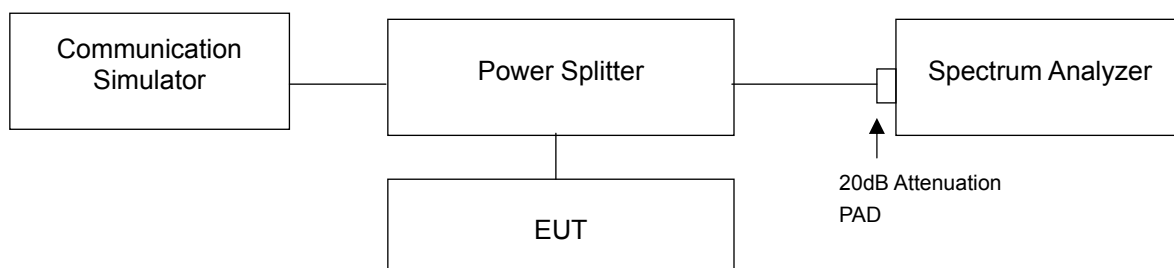 Communication
Simulator
Power Splitter
Spectrum Analyzer
20dB Attenuation
PAD
EUT